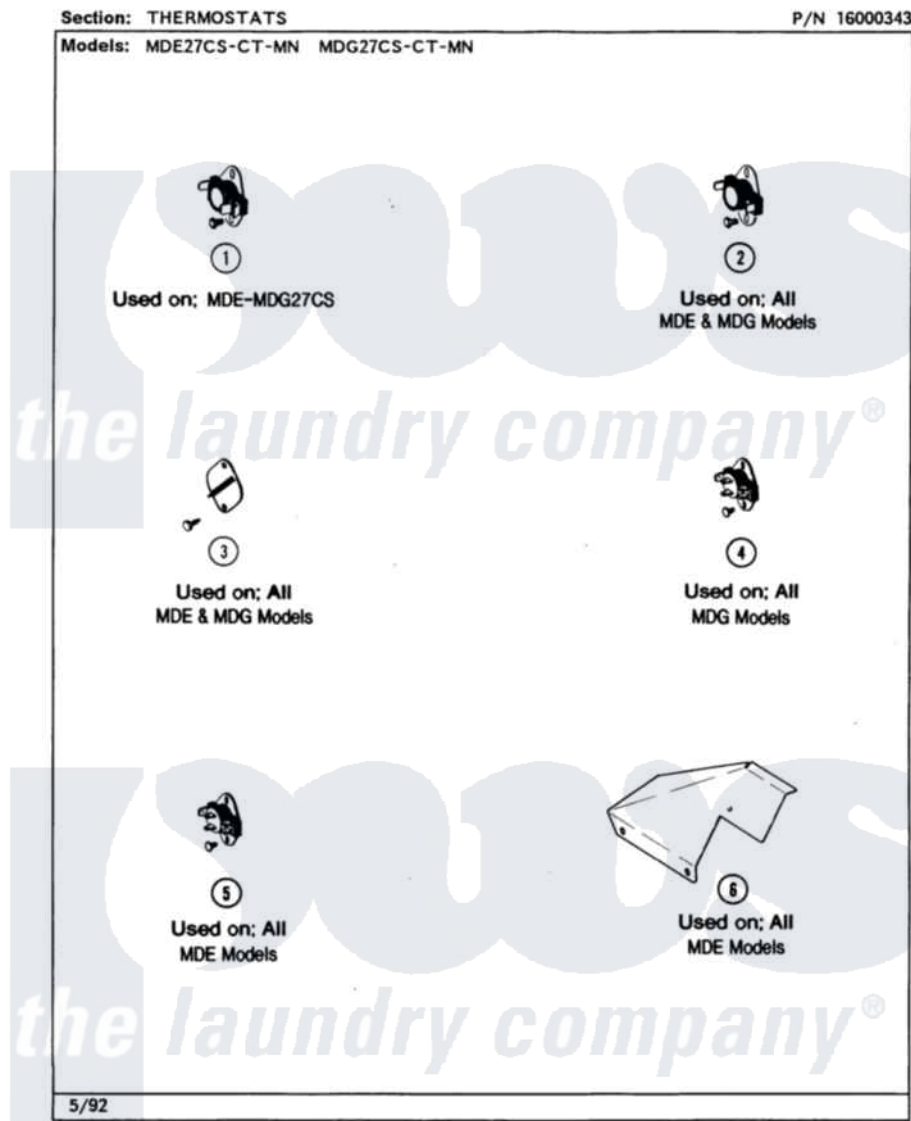 Section: THERMOSTATS P/N 16000343
Models: MDE27CS-CT-MN MDG27CS-CT-MN
1
2
Used on; MDE-MDG27CS
Used on; All
MDE & MDG Models
the laundry company®
3
4
Used on; All
MDE & MDG Models
Used on; All
MDG Models
5
6
Used on; All
MDE Models
Used on; All
MDE Models
the laundry company®
5/92